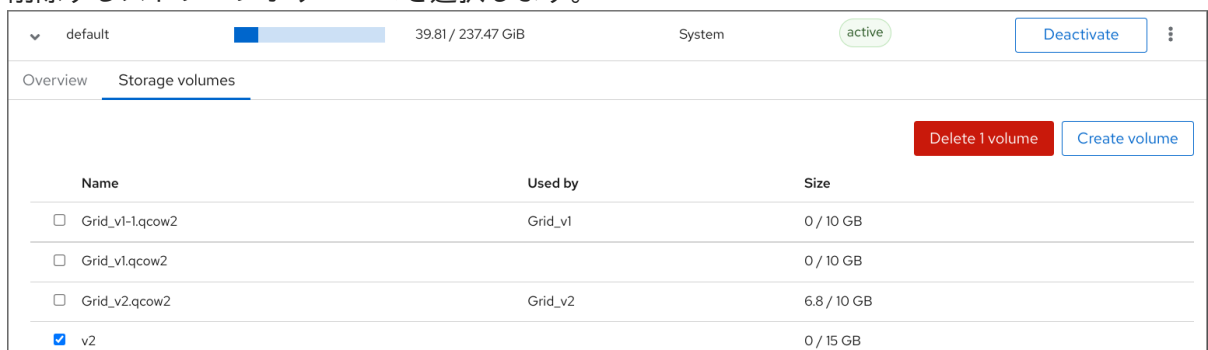 default 39.81 / 237.47 GiB System active Deactivate
Overview Storage volumes
Delete 1 volume Create volume
Name Used by Size
Grid_v1-1.qcow2 Grid_v1 0 / 10 GB
Grid_v1.qcow2 0 / 10 GB
Grid_v2.qcow2 Grid_v2 6.8 / 10 GB
v2 0 / 15 GB